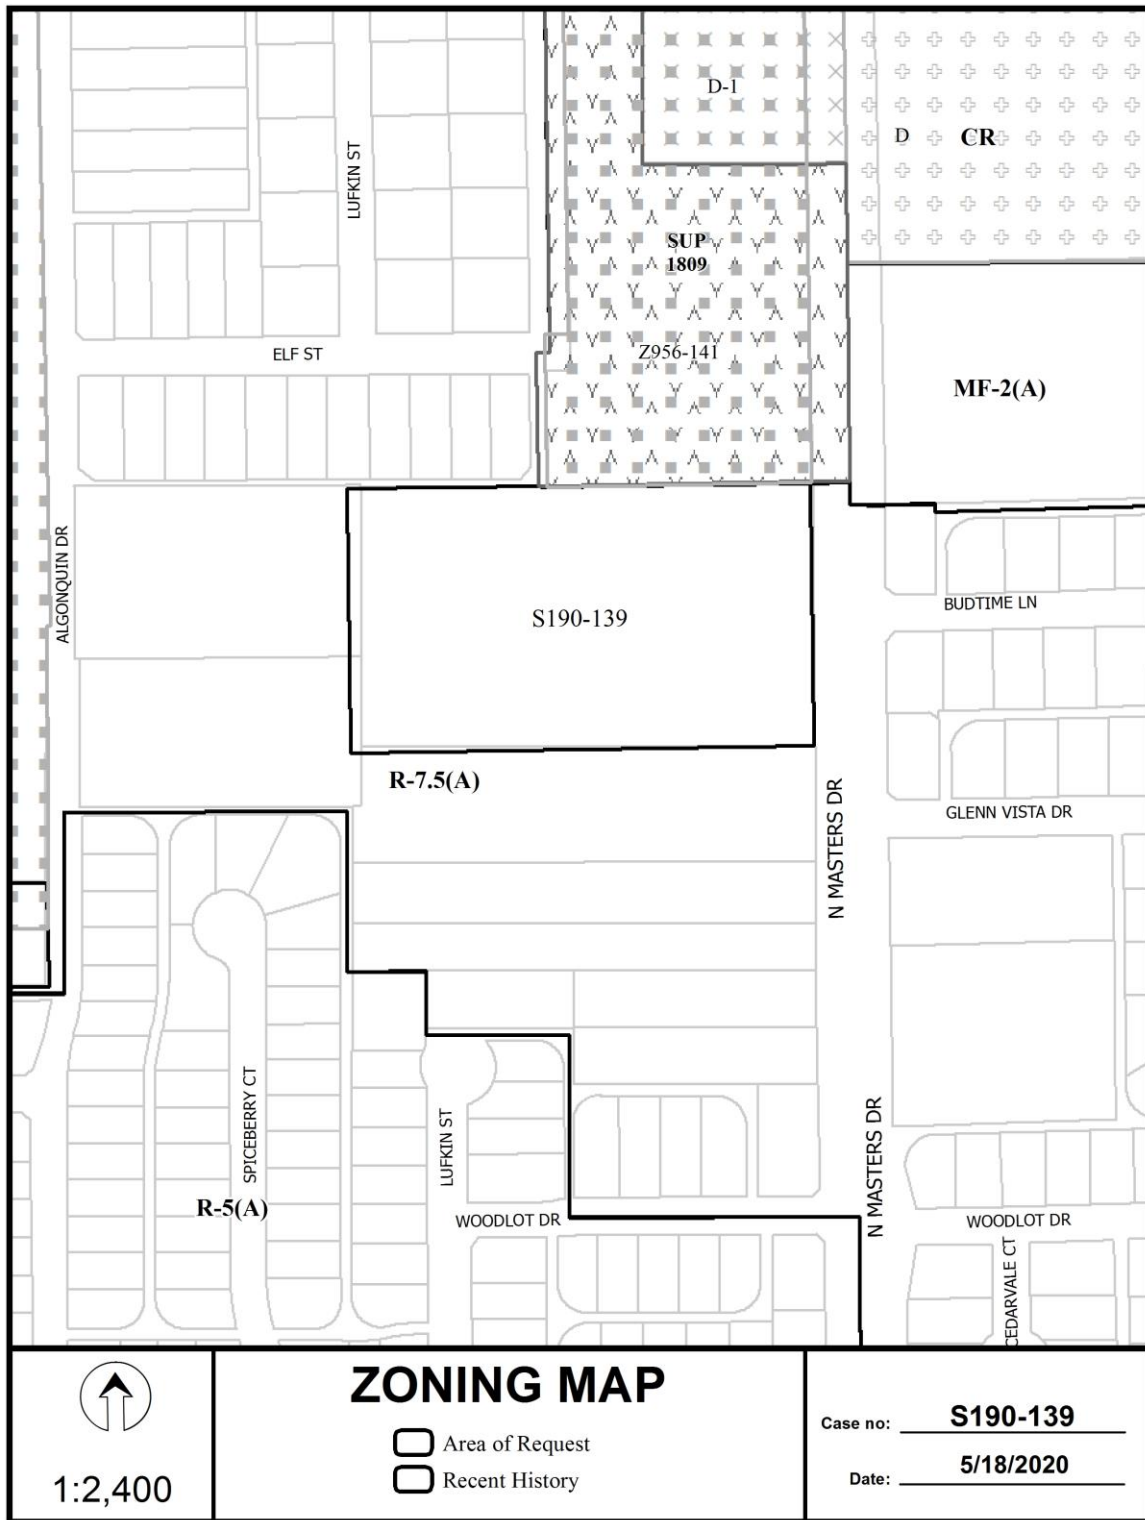 D-1
D
CR
LUFKIN ST
SUP
1809
ELF ST
Z956-141
MF-2(A)
ALGONQUIN DR
S190-139
BUDTIME LN
R-7.5(A)
N MASTERS DR
GLENN VISTA DR
SPICEBERRY CT
LUFKIN ST
N MASTERS DR
R-5(A)
WOODLOT DR
WOODLOT DR
CEDARVALE CT
1:2,400
ZONING MAP
Area of Request
Recent History
Case no: S190-139
Date: 5/18/2020